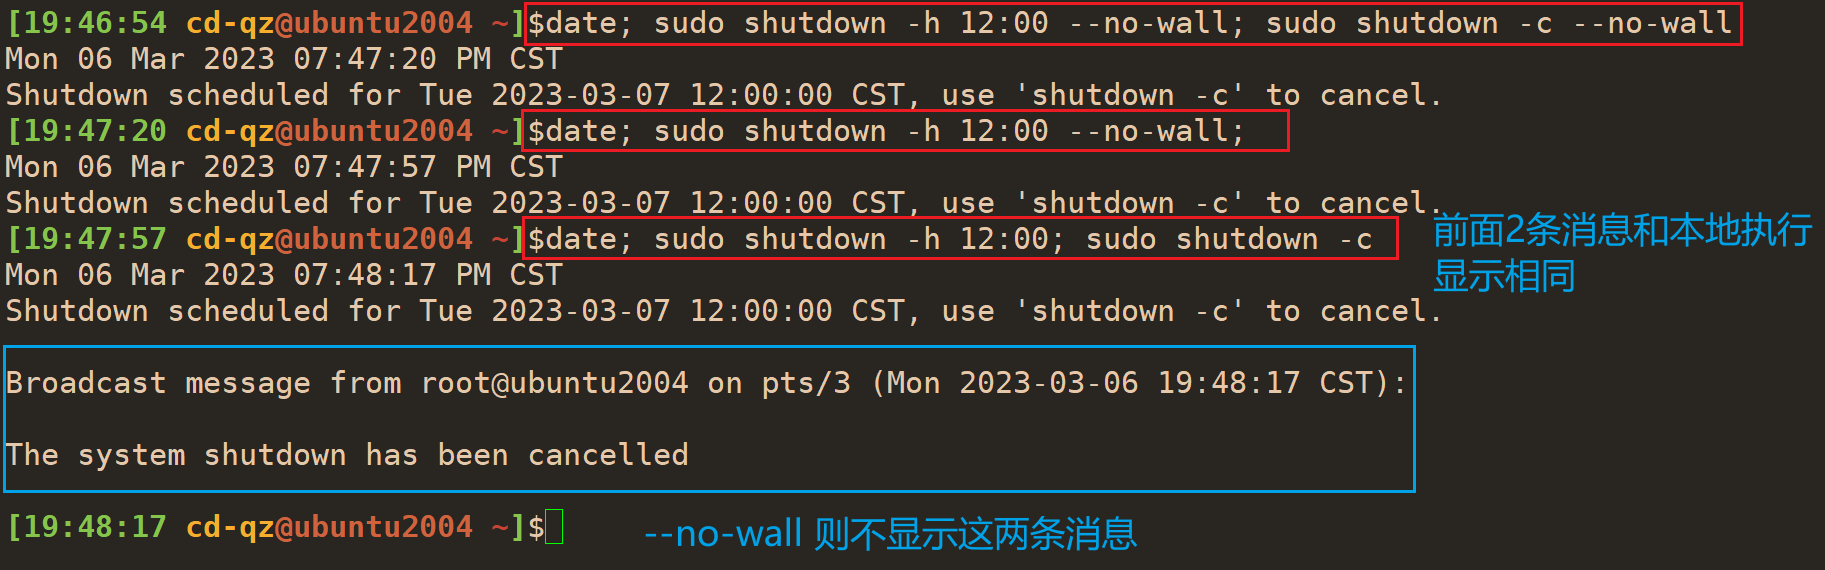 [19:46:54 cd-qz@ubuntu2004 ~]$date; sudo shutdown -h 12:00 --no-wall; sudo shutdown -c --no-wall
Mon 06 Mar 2023 07:47:20 PM CST
Shutdown scheduled for Tue 2023-03-07 12:00:00 CST, use 'shutdown -c' to cancel.
[19:47:20 cd-qz@ubuntu2004 ~]$date; sudo shutdown -h 12:00 --no-wall;
Mon 06 Mar 2023 07:47:57 PM CST
Shutdown scheduled for Tue 2023-03-07 12:00:00 CST, use 'shutdown -c' to cancel.
[19:47:57 cd-qz@ubuntu2004 ~]$date; sudo shutdown -h 12:00; sudo shutdown -c
前面2条消息和本地执行
显示相同
Mon 06 Mar 2023 07:48:17 PM CST
Shutdown scheduled for Tue 2023-03-07 12:00:00 CST, use 'shutdown -c' to cancel.
Broadcast message from root@ubuntu2004 on pts/3 (Mon 2023-03-06 19:48:17 CST):
The system shutdown has been cancelled
[19:48:17 cd-qz@ubuntu2004 ~]$
--no-wall 则不显示这两条消息